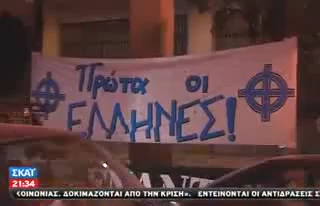 Πρώτα οι
ΕΛΛΗΝΕΣ!
ΣΚΑΪ
21:34
ΚΟΙΝΩΝΙΑΣ, ΔΟΚΙΜΑΖΟΝΤΑΙ ΑΠΟ ΤΗΝ ΚΡΙΣΗ». ΕΝΤΕΙΝΟΝΤΑΙ ΟΙ ΑΝΤΙΔΡΑΣΕΙΣ Σ